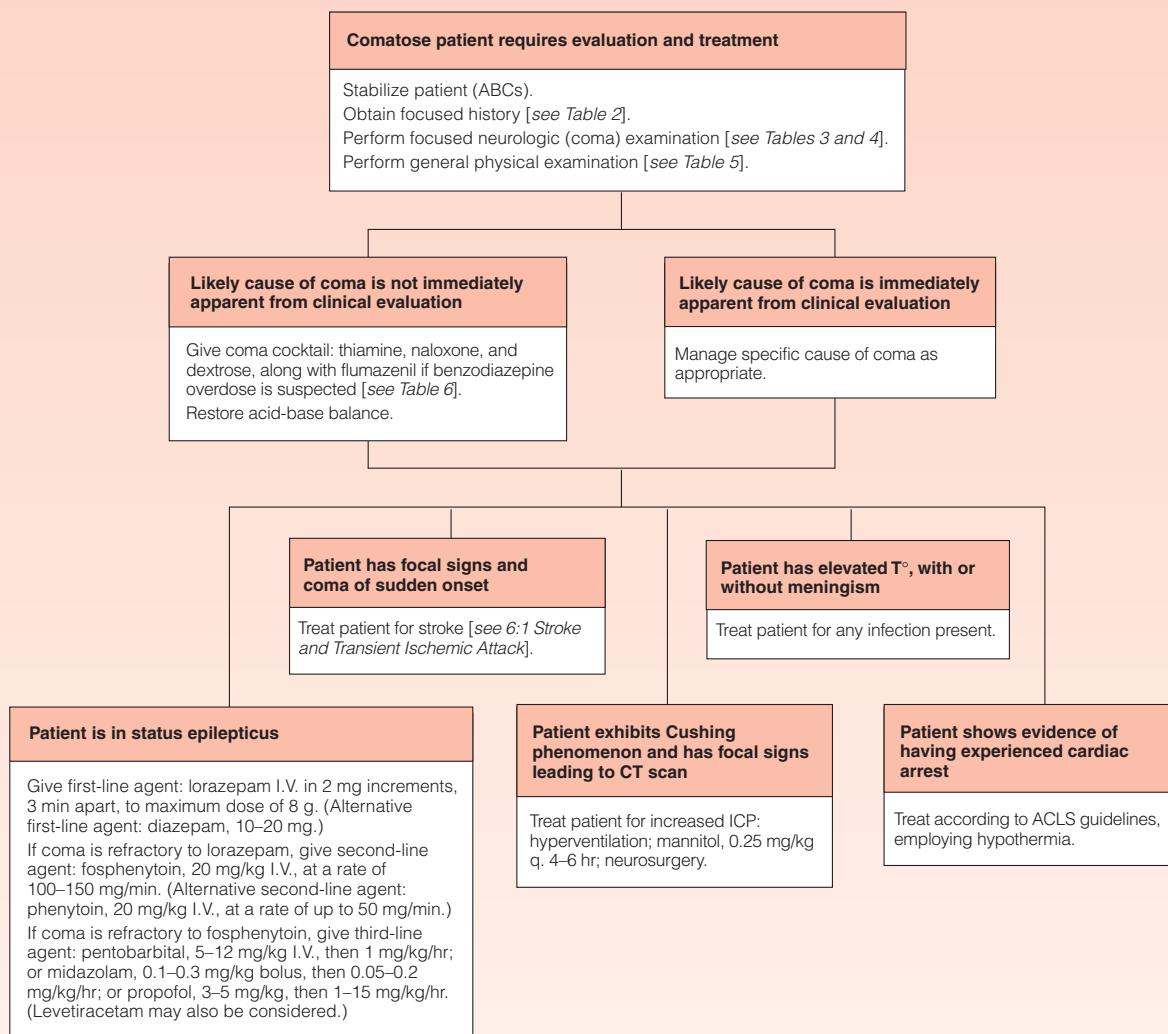 Comatose patient requires evaluation and treatment
Stabilize patient (ABCs).
Obtain focused history [see Table 2].
Perform focused neurologic (coma) examination [see Tables 3 and 4].
Perform general physical examination [see Table 5].
Likely cause of coma is not immediately
apparent from clinical evaluation
Give coma cocktail: thiamine, naloxone, and
dextrose, along with flumazenil if benzodiazepine
overdose is suspected [see Table 6].
Restore acid-base balance.
Likely cause of coma is immediately
apparent from clinical evaluation
Manage specific cause of coma as
appropriate.
Patient has focal signs and
coma of sudden onset
Treat patient for stroke [see 6:1 Stroke
and Transient Ischemic Attack].
Patient has elevated T°, with or
without meningism
Treat patient for any infection present.
Patient is in status epilepticus
Give first-line agent: lorazepam I.V. in 2 mg increments,
3 min apart, to maximum dose of 8 g. (Alternative
first-line agent: diazepam, 10–20 mg.)
If coma is refractory to lorazepam, give second-line
agent: fosphenytoin, 20 mg/kg I.V., at a rate of
100–150 mg/min. (Alternative second-line agent:
phenytoin, 20 mg/kg I.V., at a rate of up to 50 mg/min.)
If coma is refractory to fosphenytoin, give third-line
agent: pentobarbital, 5–12 mg/kg I.V., then 1 mg/kg/hr;
or midazolam, 0.1–0.3 mg/kg bolus, then 0.05–0.2
mg/kg/hr; or propofol, 3–5 mg/kg, then 1–15 mg/kg/hr.
(Levetiracetam may also be considered.)
Patient exhibits Cushing
phenomenon and has focal signs
leading to CT scan
Treat patient for increased ICP:
hyperventilation; mannitol, 0.25 mg/kg
q. 4–6 hr; neurosurgery.
Patient shows evidence of
having experienced cardiac
arrest
Treat according to ACLS guidelines,
employing hypothermia.